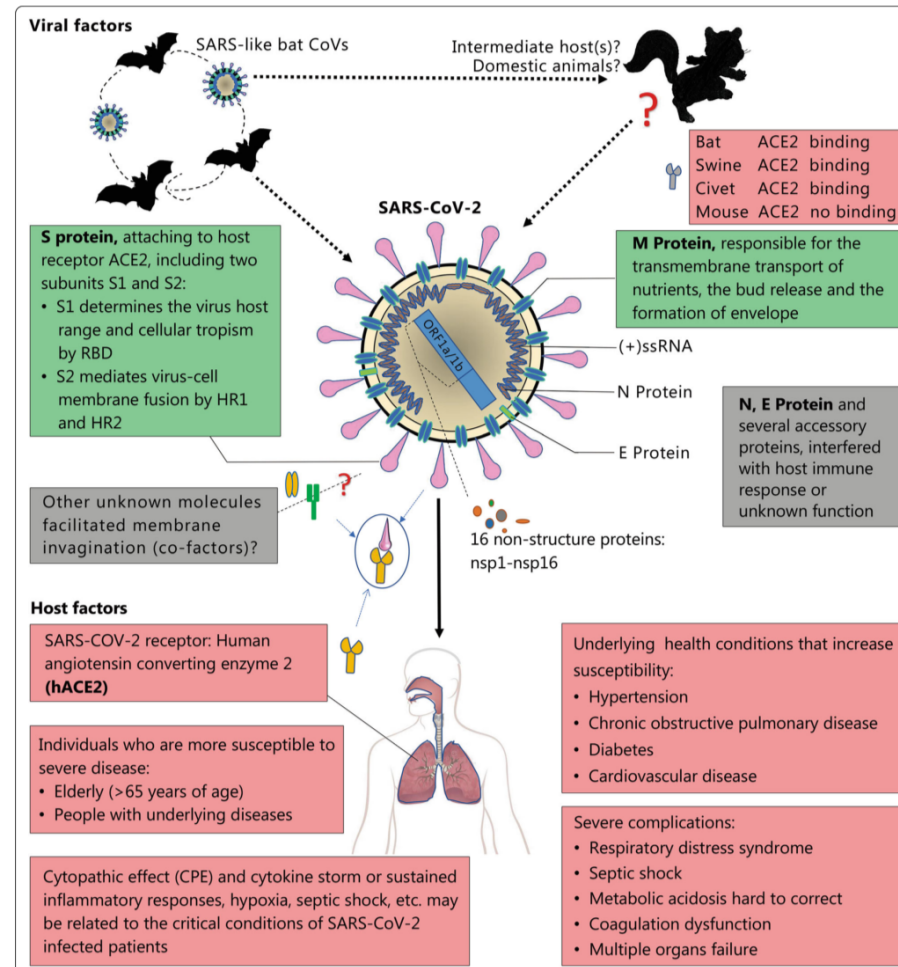 Viral factors
SARS-like bat CoVs
Intermediate host(s)?
Domestic animals?
?
Bat ACE2 binding
Swine ACE2 binding
Civet ACE2 binding
Mouse ACE2 no binding
SARS-CoV-2
S protein, attaching to host
receptor ACE2, including two
subunits S1 and S2:
• S1 determines the virus host
range and cellular tropism
by RBD
• S2 mediates virus-cell
membrane fusion by HR1
and HR2
M Protein, responsible for the
transmembrane transport of
nutrients, the bud release and the
formation of envelope
ORF1a/1b
(+)ssRNA
N Protein
E Protein
N, E Protein and
several accessory
proteins, interfered
with host immune
response or
unknown function
?
Other unknown molecules
facilitated membrane
invagination (co-factors)?
16 non-structure proteins:
nsp1-nsp16
Host factors
SARS-COV-2 receptor: Human
angiotensin converting enzyme 2
(hACE2)
Individuals who are more susceptible to
severe disease:
• Elderly (>65 years of age)
• People with underlying diseases
Cytopathic effect (CPE) and cytokine storm or sustained
inflammatory responses, hypoxia, septic shock, etc. may
be related to the critical conditions of SARS-CoV-2
infected patients
Underlying health conditions that increase
susceptibility:
• Hypertension
• Chronic obstructive pulmonary disease
• Diabetes
• Cardiovascular disease
Severe complications:
• Respiratory distress syndrome
• Septic shock
• Metabolic acidosis hard to correct
• Coagulation dysfunction
• Multiple organs failure